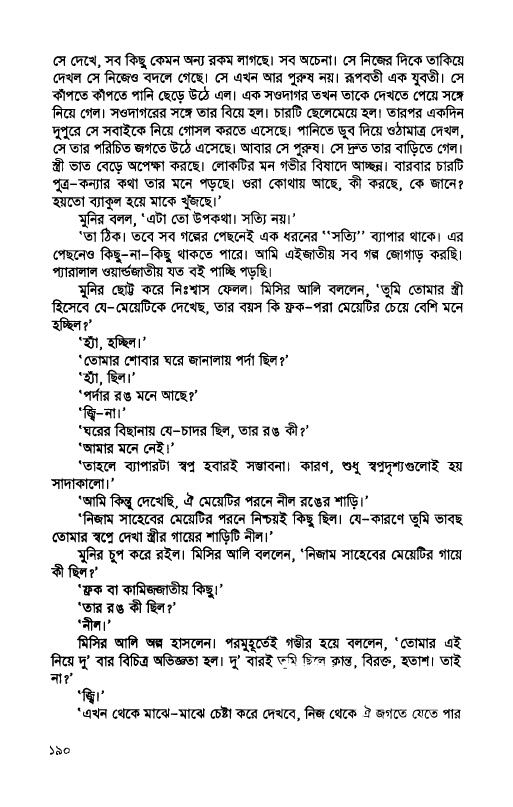 সে দেখে, সব কিছু কেমন অন্য রকম লাগছে। সব অচেনা। সে নিজের দিকে তাকিয়ে
দেখল সে নিজেও বদলে গেছে। সে এখন আর পুরুষ নয়। রূপবতী এক যুবতী। সে
কাঁপতে কাঁপতে পানি ছেড়ে উঠে এল। এক সওদাগর তখন তাকে দেখতে পেয়ে সঙ্গে
নিয়ে গেল। সওদাগরের সঙ্গে তার বিয়ে হল। চারটি ছেলেমেয়ে হল। তারপর একদিন
দুপুরে সে সবাইকে নিয়ে গোসল করতে এসেছে। পানিতে ডুব দিয়ে ওঠামাত্র দেখল,
সে তার পরিচিত জগতে উঠে এসেছে। আবার সে পুরুষ। সে দ্রুত তার বাড়িতে গেল।
স্ত্রী ভাত বেড়ে অপেক্ষা করছে। লোকটির মন গভীর বিষাদে আচ্ছন্ন। বারবার চারটি
পুত্র–কন্যার কথা তার মনে পড়ছে। ওরা কোথায় আছে, কী করছে, কে জানে?
হয়তো ব্যাকুল হয়ে মাকে খুঁজছে।’
মুনির বলল, ‘এটা তো উপকথা। সত্যি নয়।’
‘তা ঠিক। তবে সব গল্পের পেছনেই এক ধরনের ‘‘সত্যি’’ ব্যাপার থাকে। এর
পেছনেও কিছু–না–কিছু থাকতে পারে। আমি এইজাতীয় সব গল্প জোগাড় করছি।
প্যারালাল ওয়ার্ল্ডজাতীয় যত বই পাচ্ছি পড়ছি।
মুনির ছোট্ট করে নিঃশ্বাস ফেলল। মিসির আলি বললেন, ‘তুমি তোমার স্ত্রী
হিসেবে যে–মেয়েটিকে দেখেছ, তার বয়স কি ফ্রক–পরা মেয়েটির চেয়ে বেশি মনে
হচ্ছিল?’
‘হ্যাঁ, হচ্ছিল।’
‘তোমার শোবার ঘরে জানালায় পর্দা ছিল?’
‘হ্যাঁ, ছিল।’
‘পর্দার রঙ মনে আছে?’
‘জ্বি–না।’
‘ঘরের বিছানায় যে–চাদর ছিল, তার রঙ কী?’
‘আমার মনে নেই।’
‘তাহলে ব্যাপারটা স্বপ্ন হবারই সম্ভাবনা। কারণ, শুধু স্বপ্নদৃশ্যগুলোই হয়
সাদাকালো।’
‘আমি কিন্তু দেখেছি, ঐ মেয়েটির পরনে নীল রঙের শাড়ি।’
‘নিজাম সাহেবের মেয়েটির পরনে নিশ্চয়ই কিছু ছিল। যে–কারণে তুমি ভাবছ
তোমার স্বপ্নে দেখা স্ত্রীর গায়ের শাড়িটি নীল।’
মুনির চুপ করে রইল। মিসির আলি বললেন, ‘নিজাম সাহেবের মেয়েটির গায়ে
কী ছিল?’
‘ফ্রক বা কামিজজাতীয় কিছু।’
‘তার রঙ কী ছিল?’
‘নীল।’
মিসির আলি অল্প হাসলেন। পরমুহূর্তেই গম্ভীর হয়ে বললেন, ‘তোমার এই
নিয়ে দু’ বার বিচিত্র অভিজ্ঞতা হল। দু’ বারই তুমি ছিলে ক্লান্ত, বিরক্ত, হতাশ। তাই
না?’
‘জ্বি।’
‘এখন থেকে মাঝে–মাঝে চেষ্টা করে দেখবে, নিজ থেকে ঐ জগতে যেতে পার
১৯০